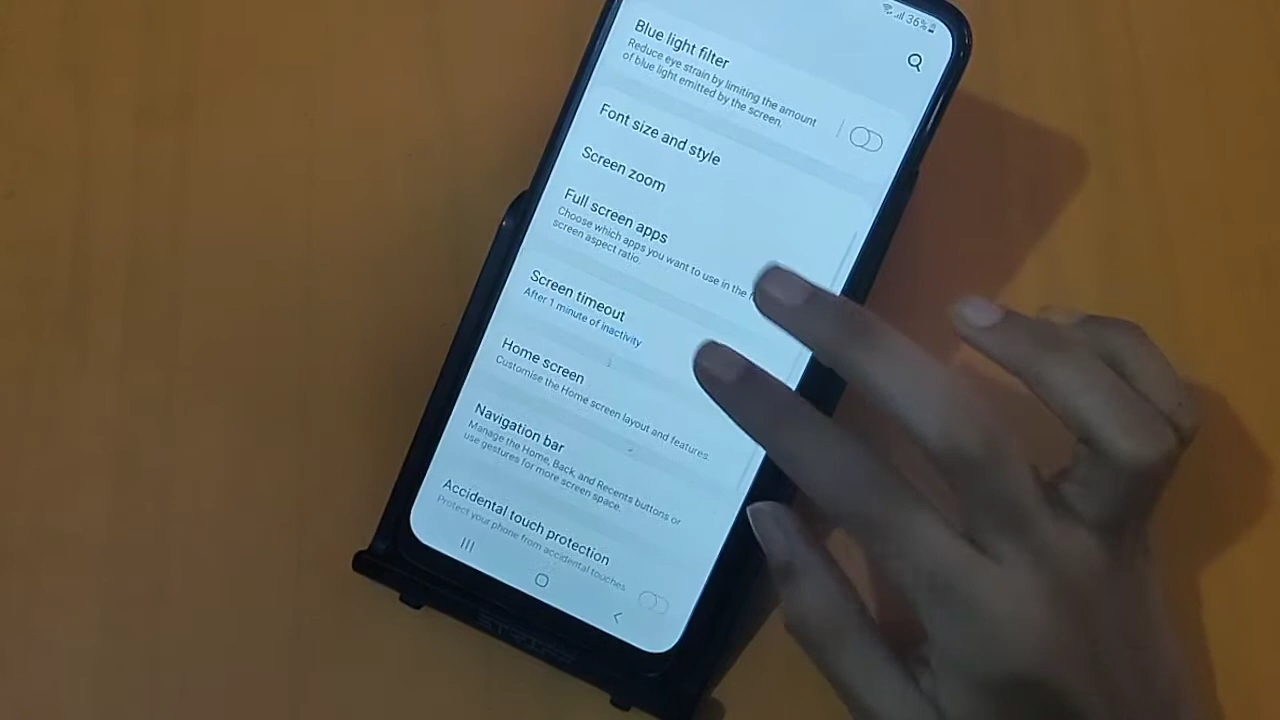 36%
Blue light filter
Reduce eye strain by limiting the amount
of blue light emitted by the screen.
Font size and style
Screen zoom
Full screen apps
Choose which apps you want to use in the
screen aspect ratio.
Screen timeout
After 1 minute of inactivity
Home screen
Customise the Home screen layout and features.
Navigation bar
Manage the Home, Back, and Recents buttons or
use gestures for more screen space.
Accidental touch protection
Protect your phone from accidental touches